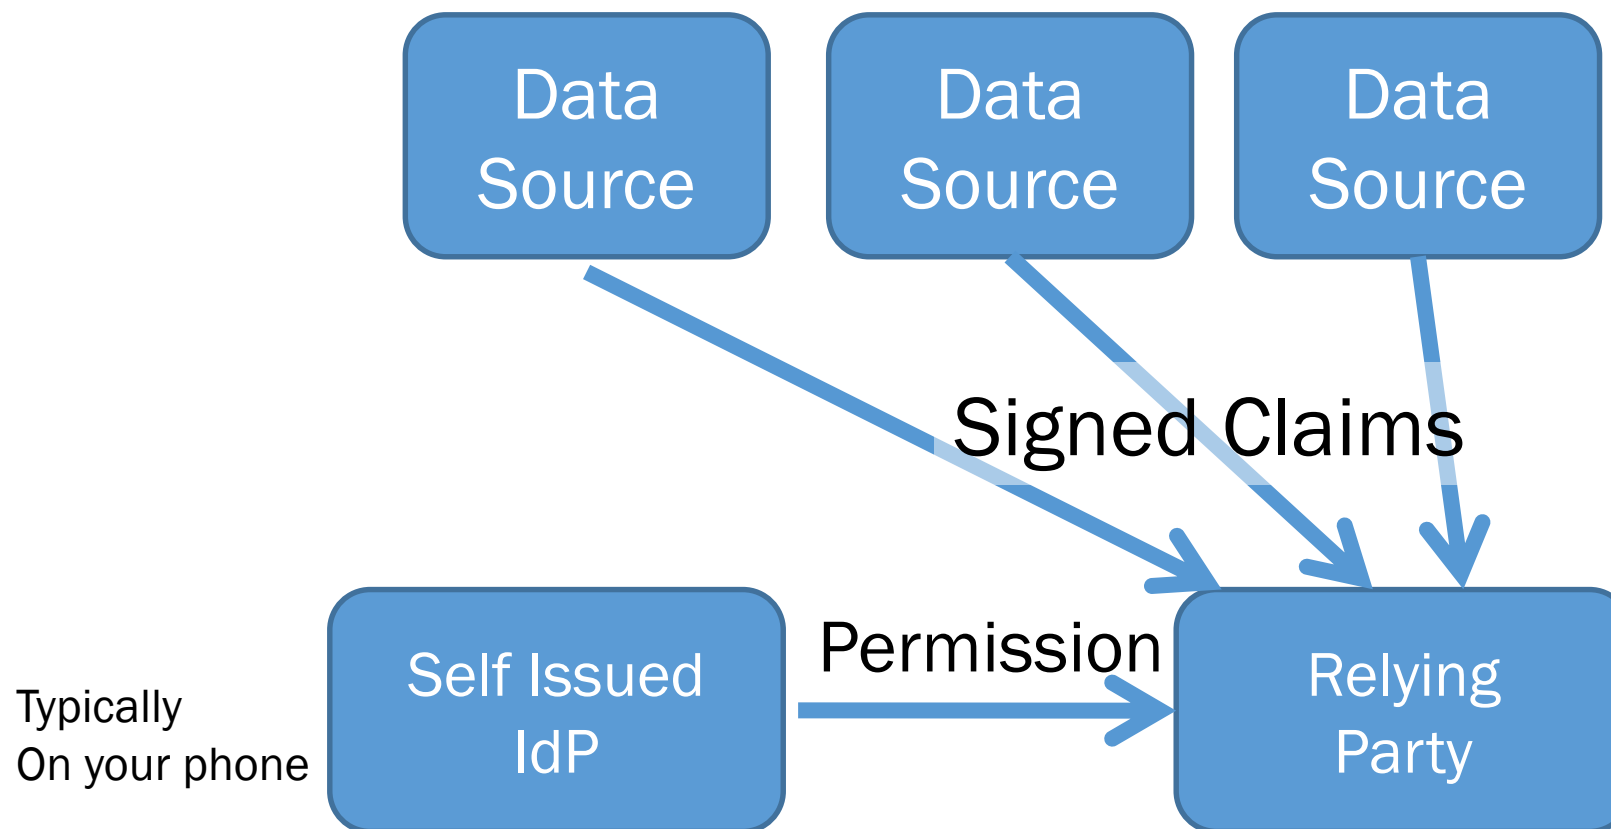 Data
Source
Data
Source
Data
Source
Signed Claims
Permission
Self Issued
IdP
Relying
Party
Typically
On your phone